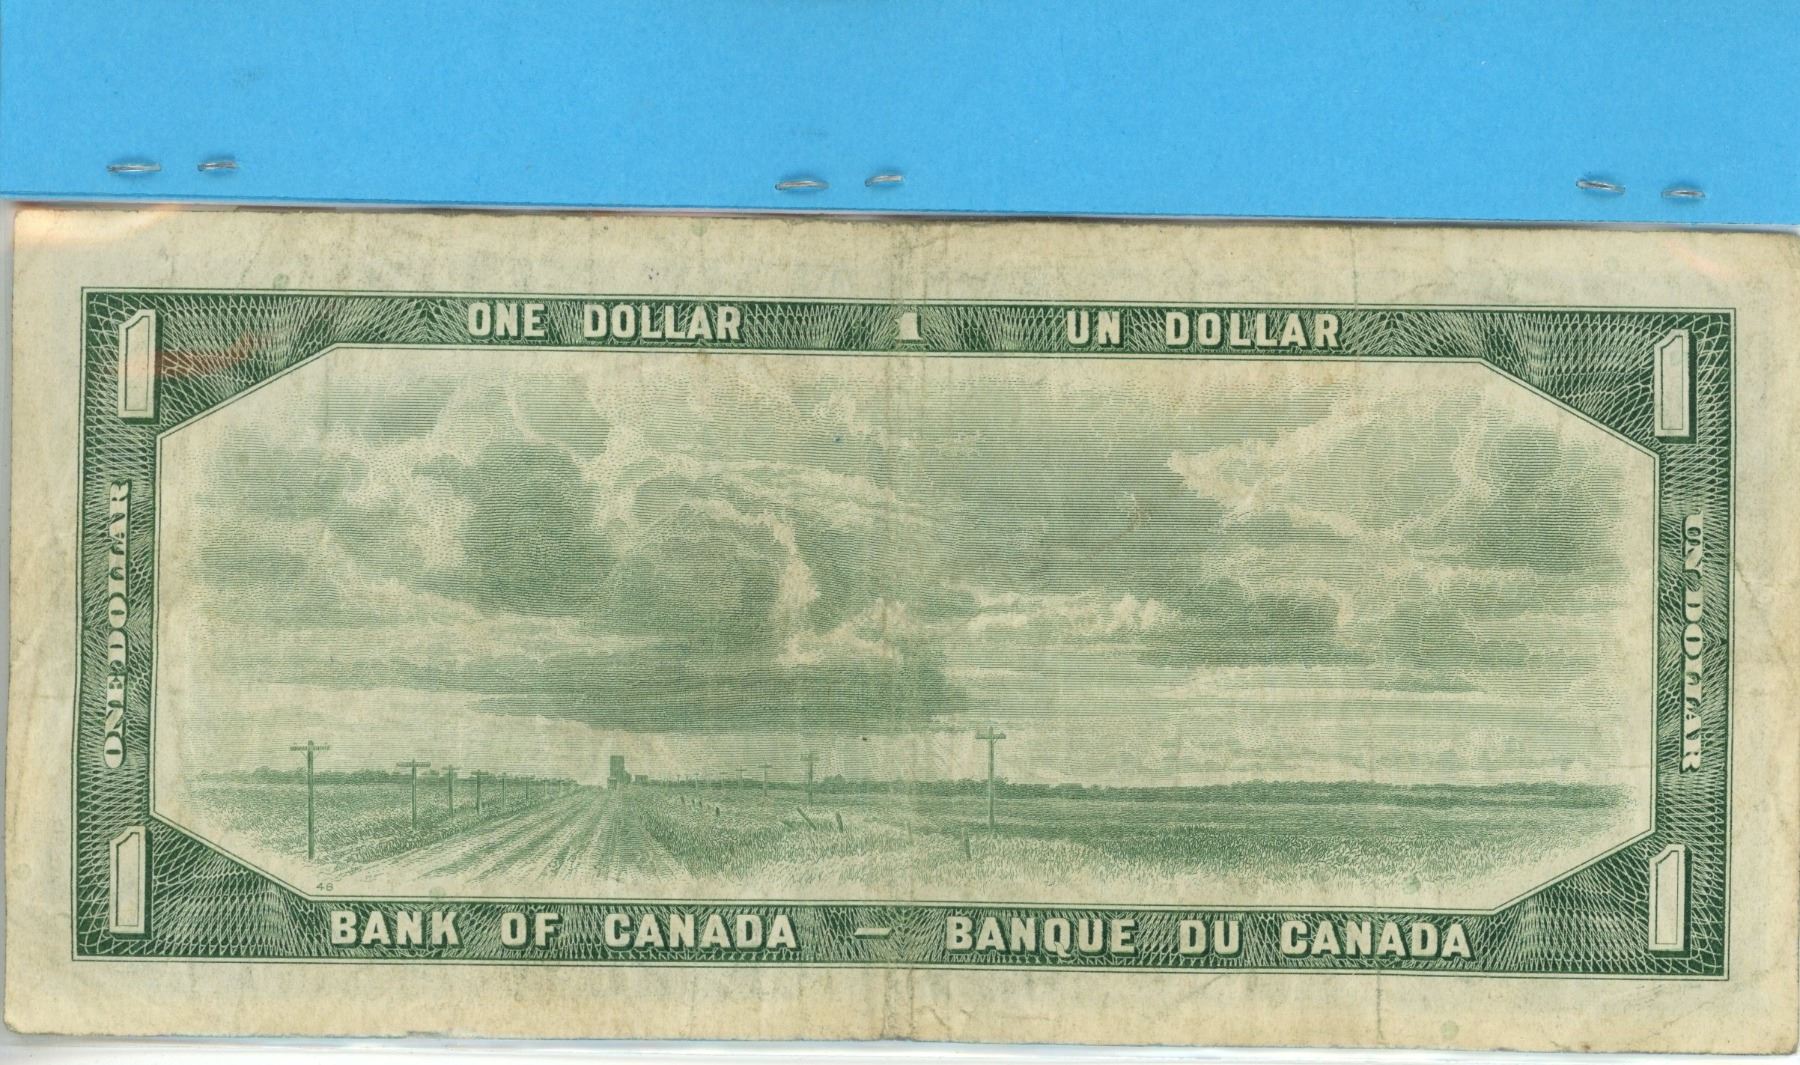 ONE DOLLAR 1 UN DOLLAR
1
1
ONE DOLLAR
UN DOLLAR
1
1
46
BANK OF CANADA – BANQUE DU CANADA